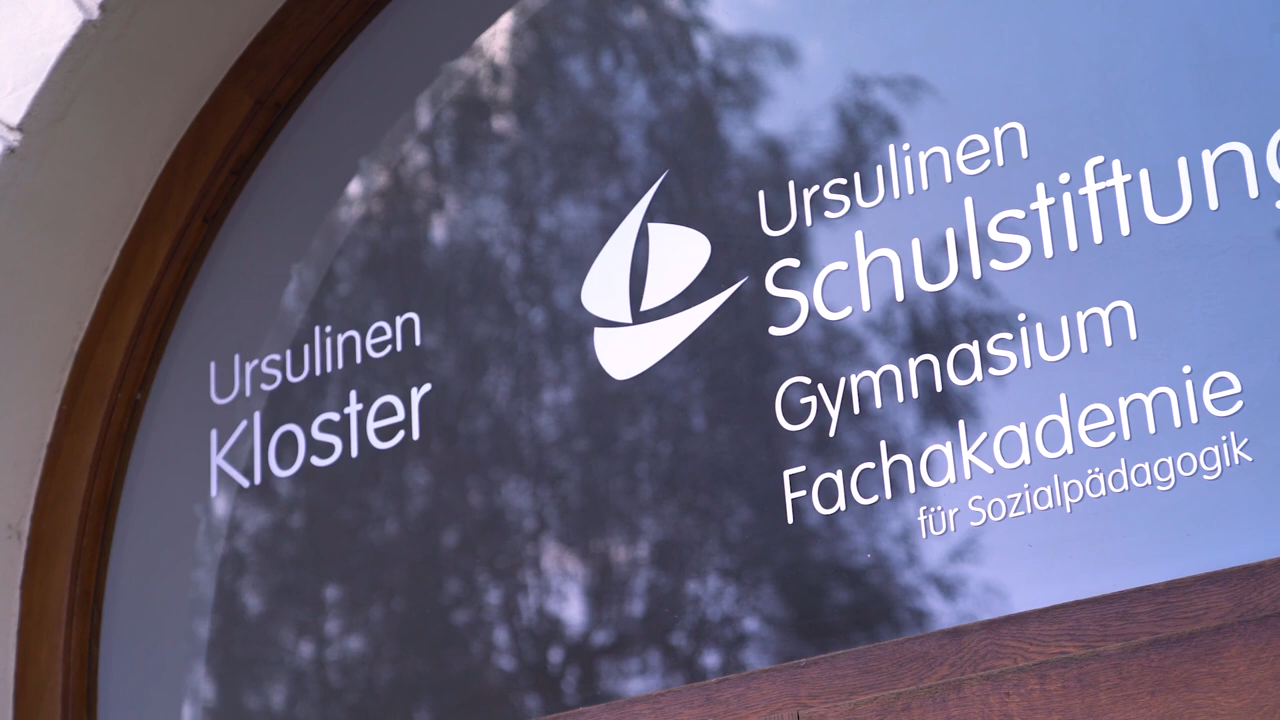 Ursulinen
Kloster
Ursulinen
Schulstiftung
Gymnasium
Fachakademie
für Sozialpädagogik